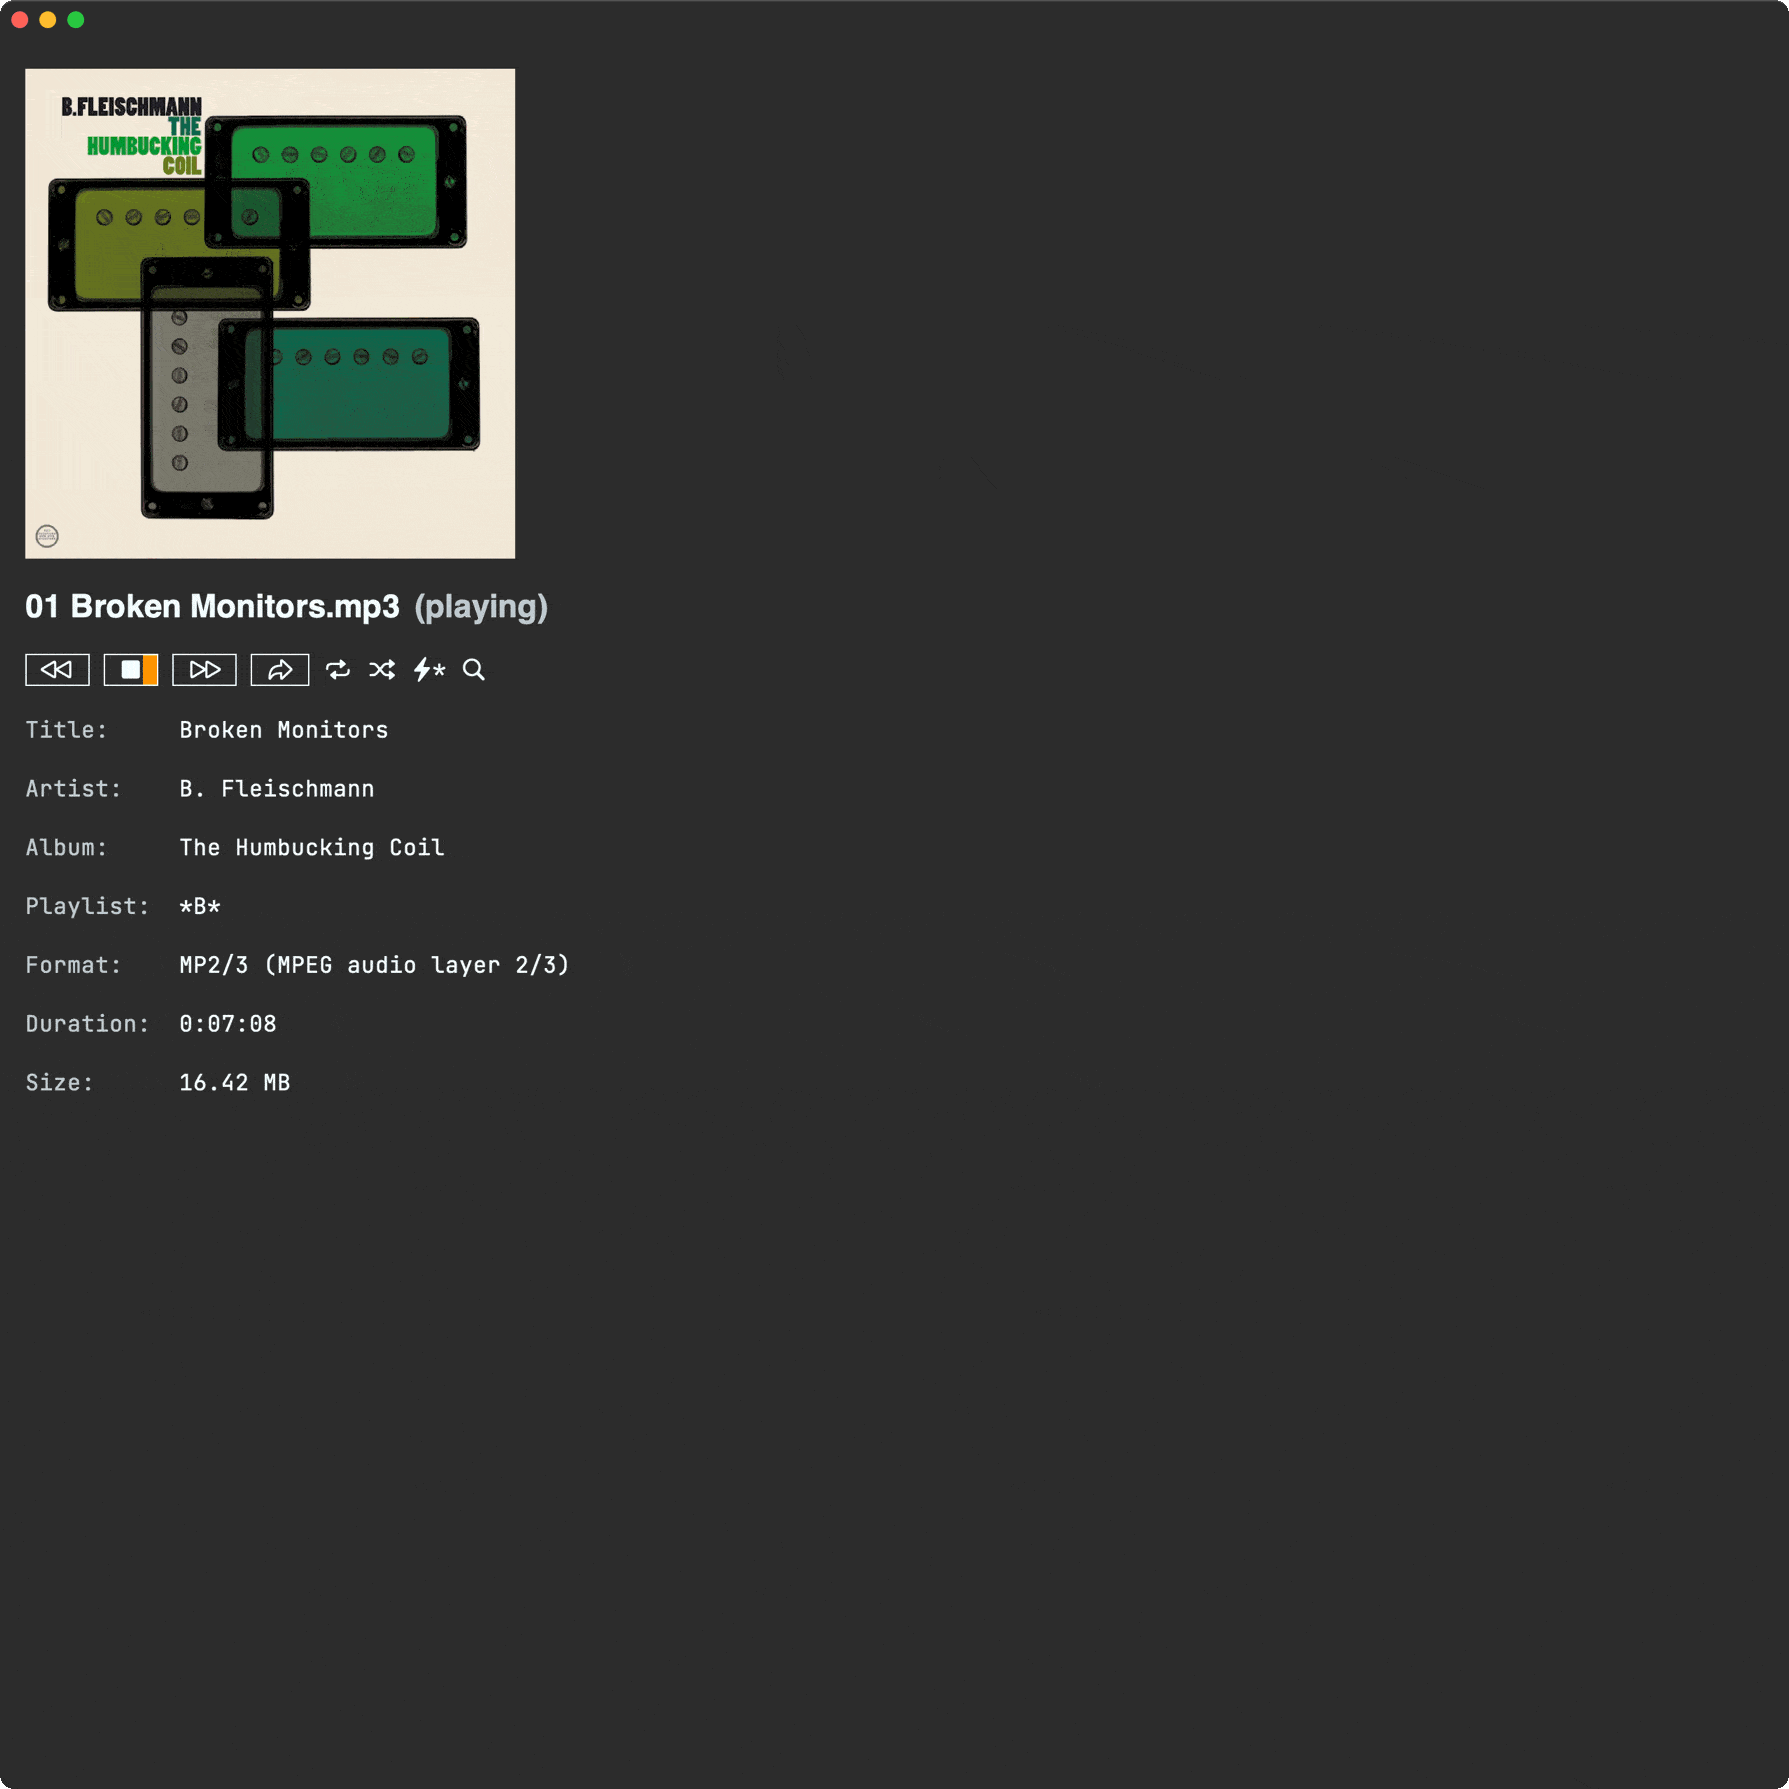 B.FLEISCHMANN
THE
HUMBUCKING
COIL
01 Broken Monitors.mp3 (playing)
Title: Broken Monitors
Artist: B. Fleischmann
Album: The Humbucking Coil
Playlist: *B*
Format: MP2/3 (MPEG audio layer 2/3)
Duration: 0:07:08
Size: 16.42 MB